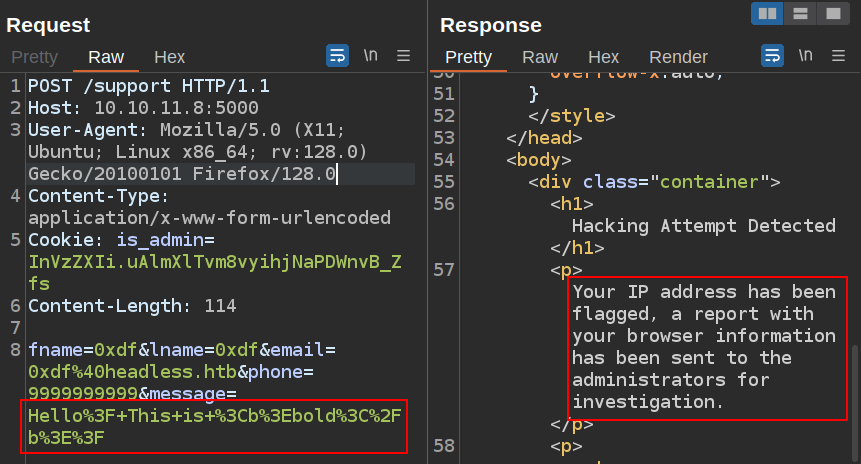 Request
Pretty Raw Hex
\n
1 POST /support HTTP/1.1
2 Host: 10.10.11.8:5000
3 User-Agent: Mozilla/5.0 (X11;
Ubuntu; Linux x86_64; rv:128.0)
Gecko/20100101 Firefox/128.0
4 Content-Type:
application/x-www-form-urlencoded
5 Cookie: is_admin=
InVzZXIi.uAlmXlTvm8vyihjNaPDWnvB_Z
fs
6 Content-Length: 114
7
8 fname=0xdf&lname=0xdf&email=
0xdf%40headless.htb&phone=
9999999999&message=
Hello%3F+This+is+%3Cb%3Ebold%3C%2F
b%3E%3F
Response
Pretty Raw Hex Render
\n
50 overflow-x:auto;
51 }
52 </style>
53 </head>
54 <body>
55 <div class="container">
56 <h1>
Hacking Attempt Detected
</h1>
57 <p>
Your IP address has been
flagged, a report with
your browser information
has been sent to the
administrators for
investigation.
</p>
58 <p>